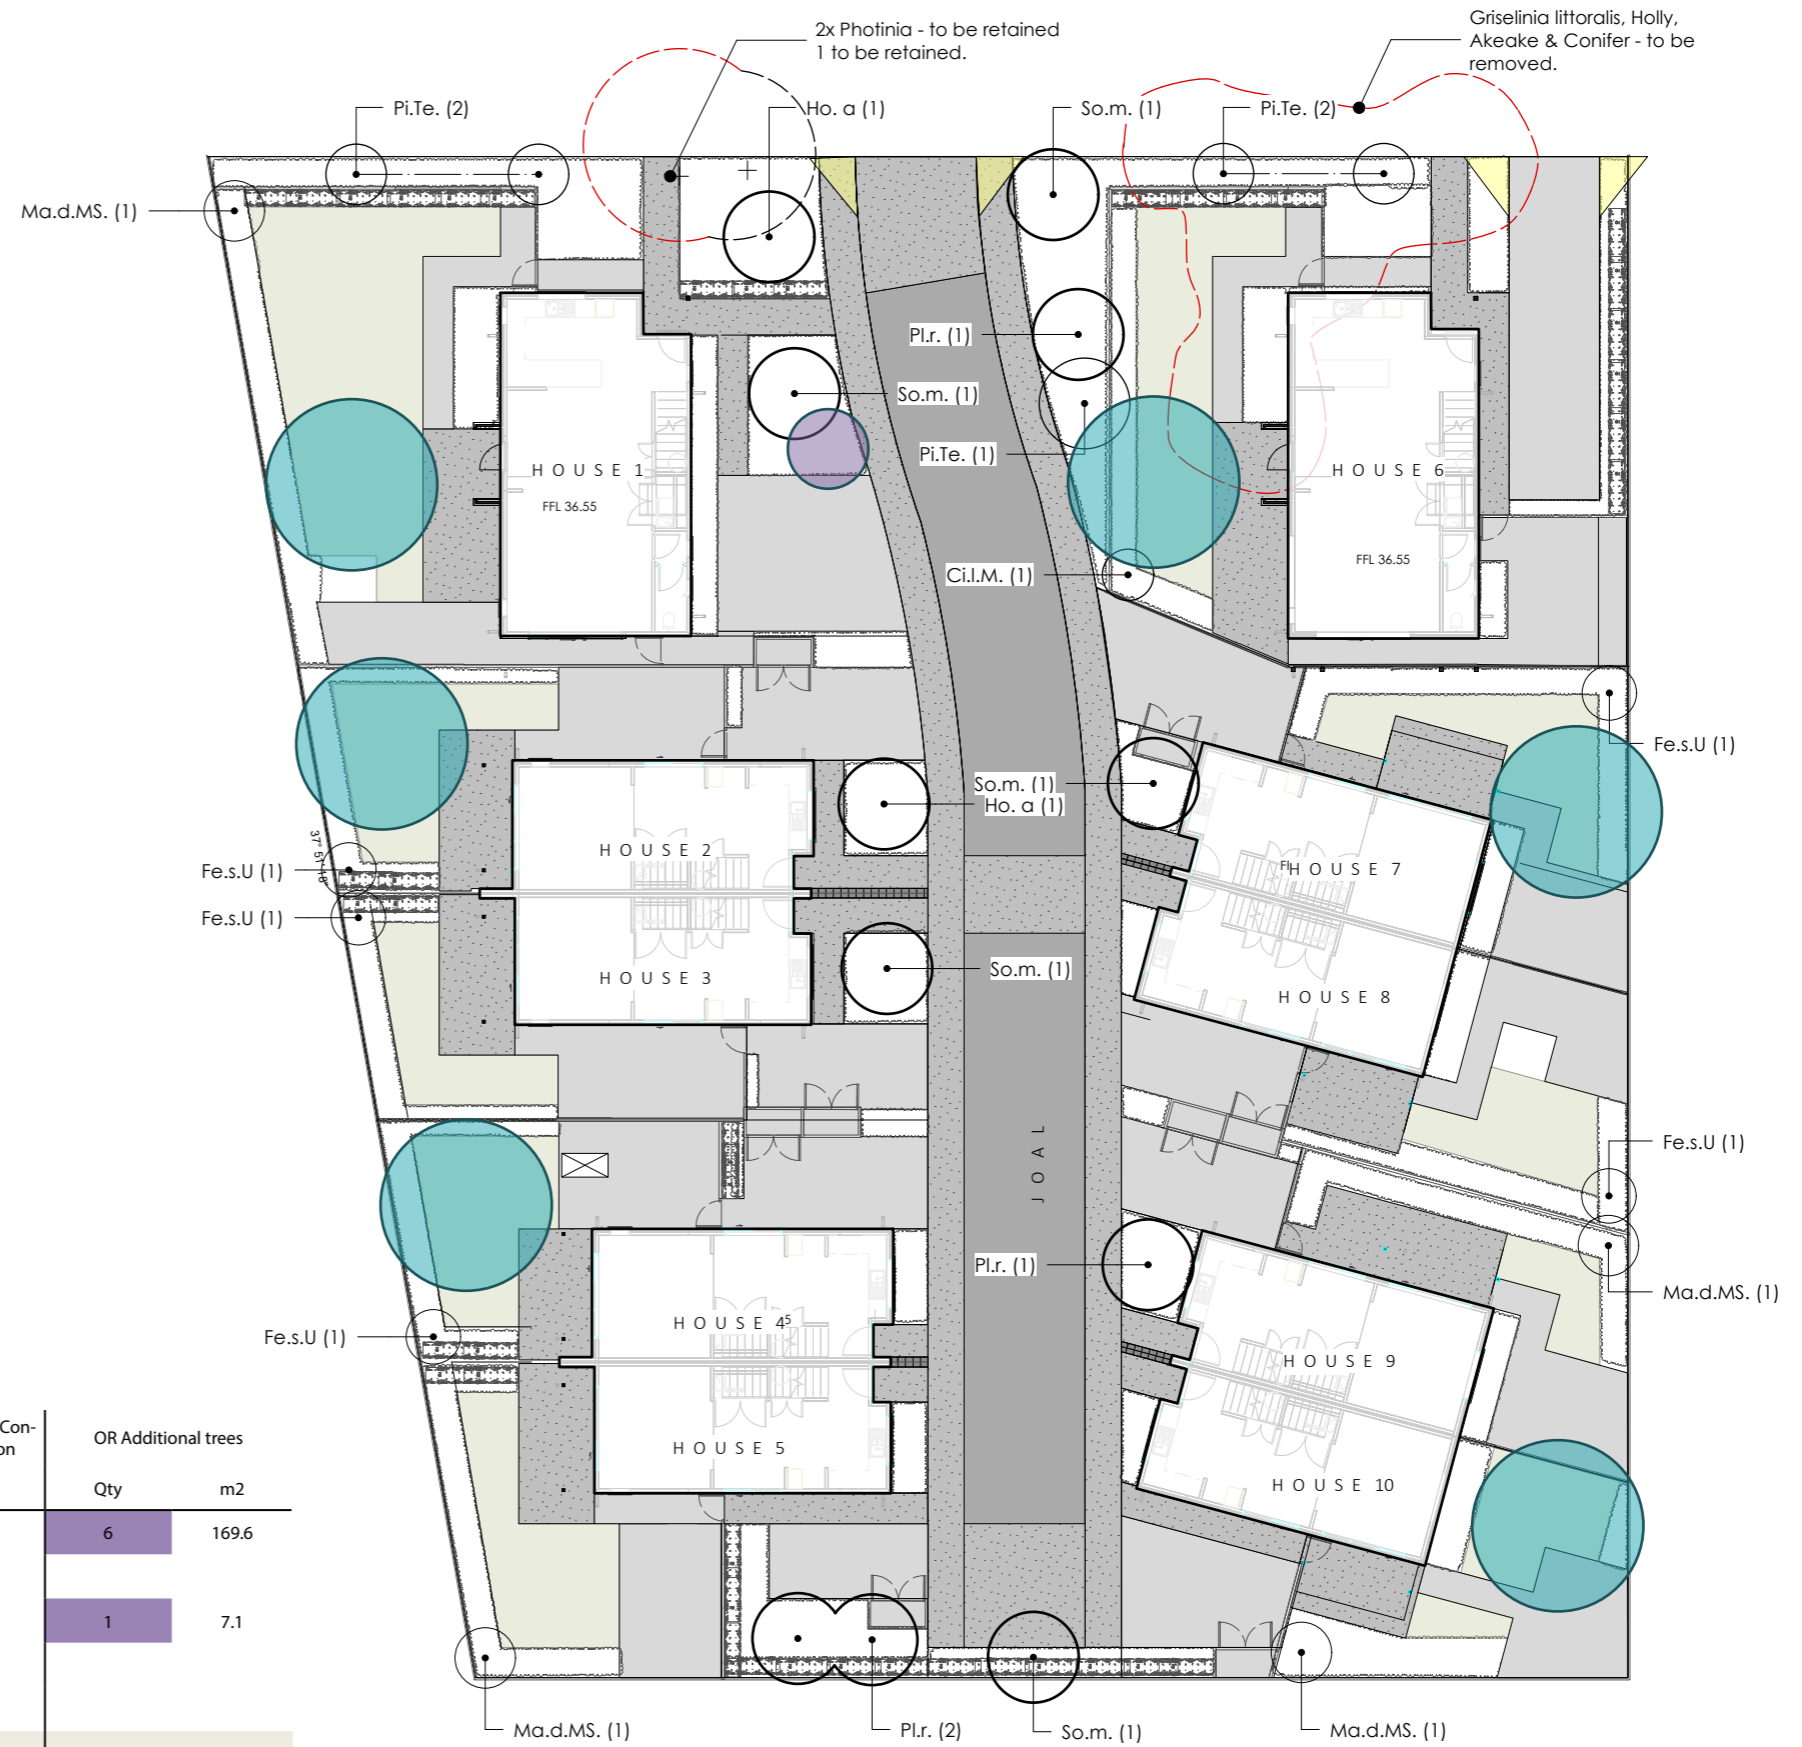 2x Photinia - to be retained
1 to be retained.
Griselinia littoralis, Holly,
Akeake & Conifer - to be
removed.
Pi.Te. (2)
Ho. a (1)
So.m. (1)
Pi.Te. (2)
Ma.d.MS. (1)
Pl.r. (1)
So.m. (1)
Pi.Te. (1)
HOUSE 1
FFL 36.55
HOUSE 6
FFL 36.55
Ci.l.M. (1)
Fe.s.U (1)
So.m. (1)
Ho. a (1)
HOUSE 2
Fe.s.U (1)
HOUSE 7
Fe.s.U (1)
HOUSE 3
So.m. (1)
HOUSE 8
JOAL
Fe.s.U (1)
Pl.r. (1)
Ma.d.MS. (1)
Fe.s.U (1)
HOUSE 4 5
HOUSE 9
HOUSE 5
HOUSE 10
Con-
on
OR Additional trees
Qty
m2
6
169.6
1
7.1
Ma.d.MS. (1)
Pl.r. (2)
So.m. (1)
Ma.d.MS. (1)